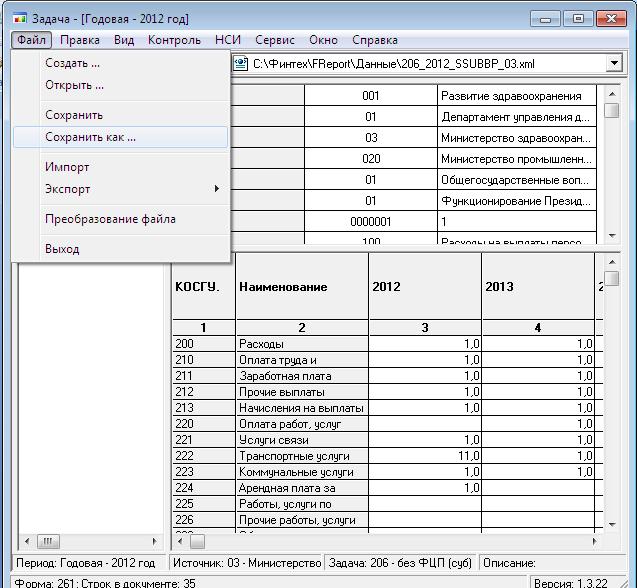 Задача - [Годовая - 2012 год]
Файл Правка Вид Контроль НСИ Сервис Окно Справка
Создать ...
Открыть ...
Сохранить
Сохранить как ...
Импорт
Экспорт
Преобразование файла
Выход
C:\Финтех\FReport\Данные\206_2012_SSUBBP_03.xml
001 Развитие здравоохранения
01 Департамент управления д...
03 Министерство здравоохран...
020 Министерство промышленн...
01 Общегосударственные воп...
01 Функционирование Презид...
0000001 1
100 Расходы на выплаты персо
КОСГУ. Наименование 2012 2013 2
1 2 3 4
200 Расходы 1,0 1,0
210 Оплата труда и 1,0 1,0
211 Заработная плата 1,0 1,0
212 Прочие выплаты 1,0 1,0
213 Начисления на выплаты 1,0 1,0
220 Оплата работ, услуг 1,0
221 Услуги связи 1,0 1,0
222 Транспортные услуги 11,0 1,0
223 Коммунальные услуги 1,0 1,0
224 Арендная плата за 1,0
225 Работы, услуги по
226 Прочие работы, услуги
Период: Годовая - 2012 год Источник: 03 - Министерство Задача: 206 - без ФЦП (суб) Описание:
Форма: 261; Строк в документе: 35 Версия: 1.3.22